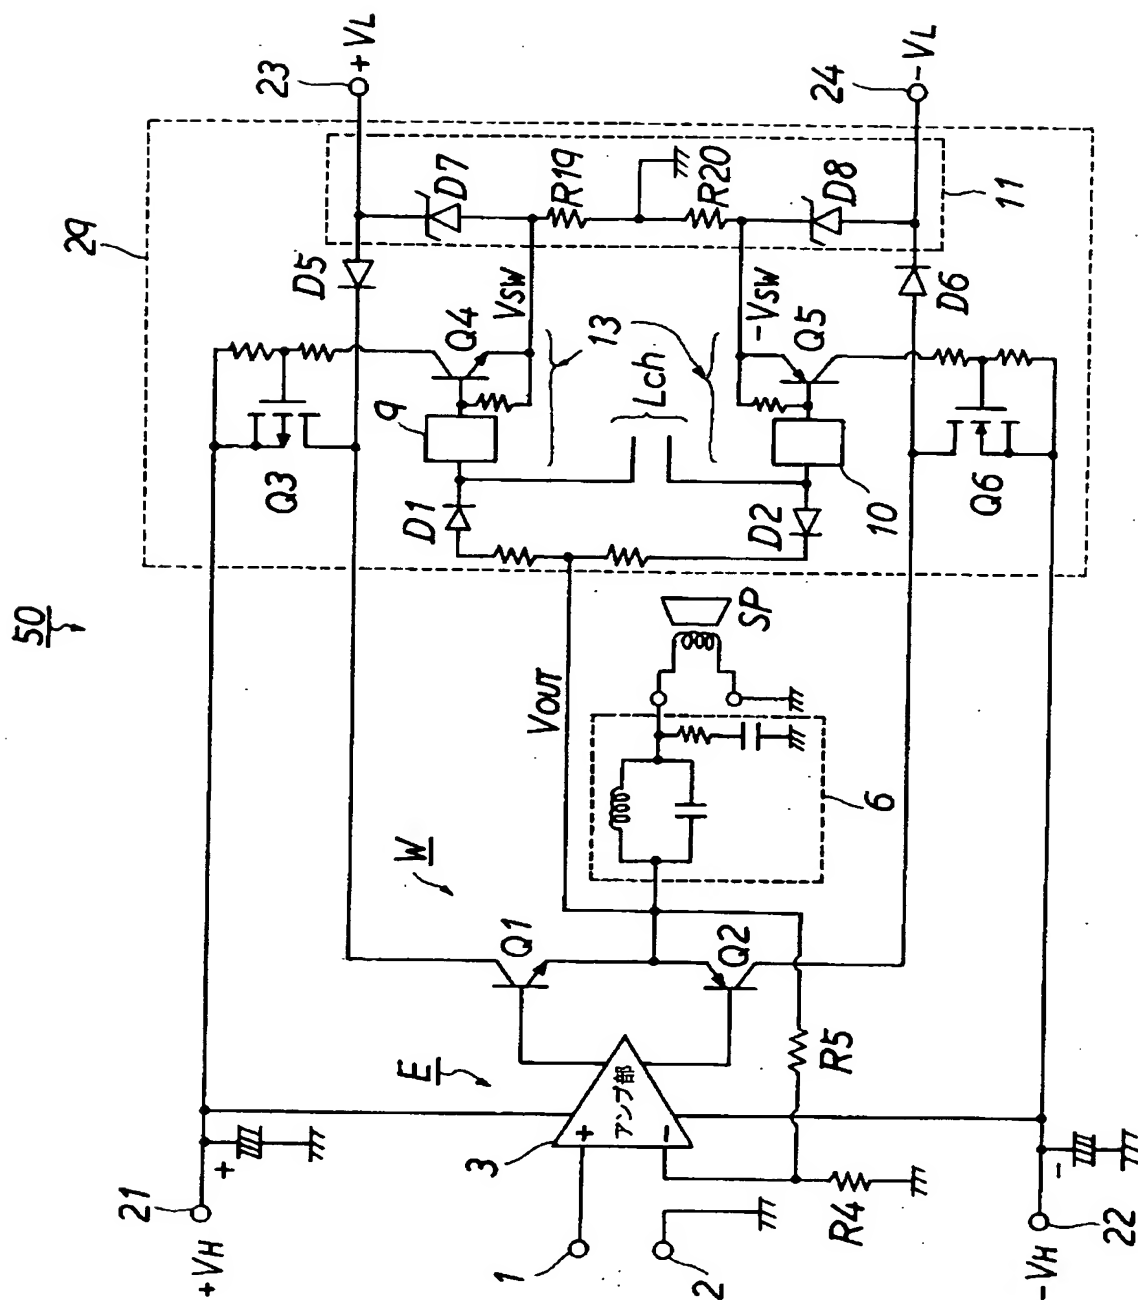 50
29
23
+VL
24
-VL
21
+VH
22
-VH
1
2
3
+
-
アンプ部
E
W
Q1
Q2
R4
R5
VOUT
6
SP
Q3
D5
Q4
9
VSW
D7
R19
R20
D8
11
13
Lch
D1
D2
10
-VSW
Q5
D6
Q6
+
-